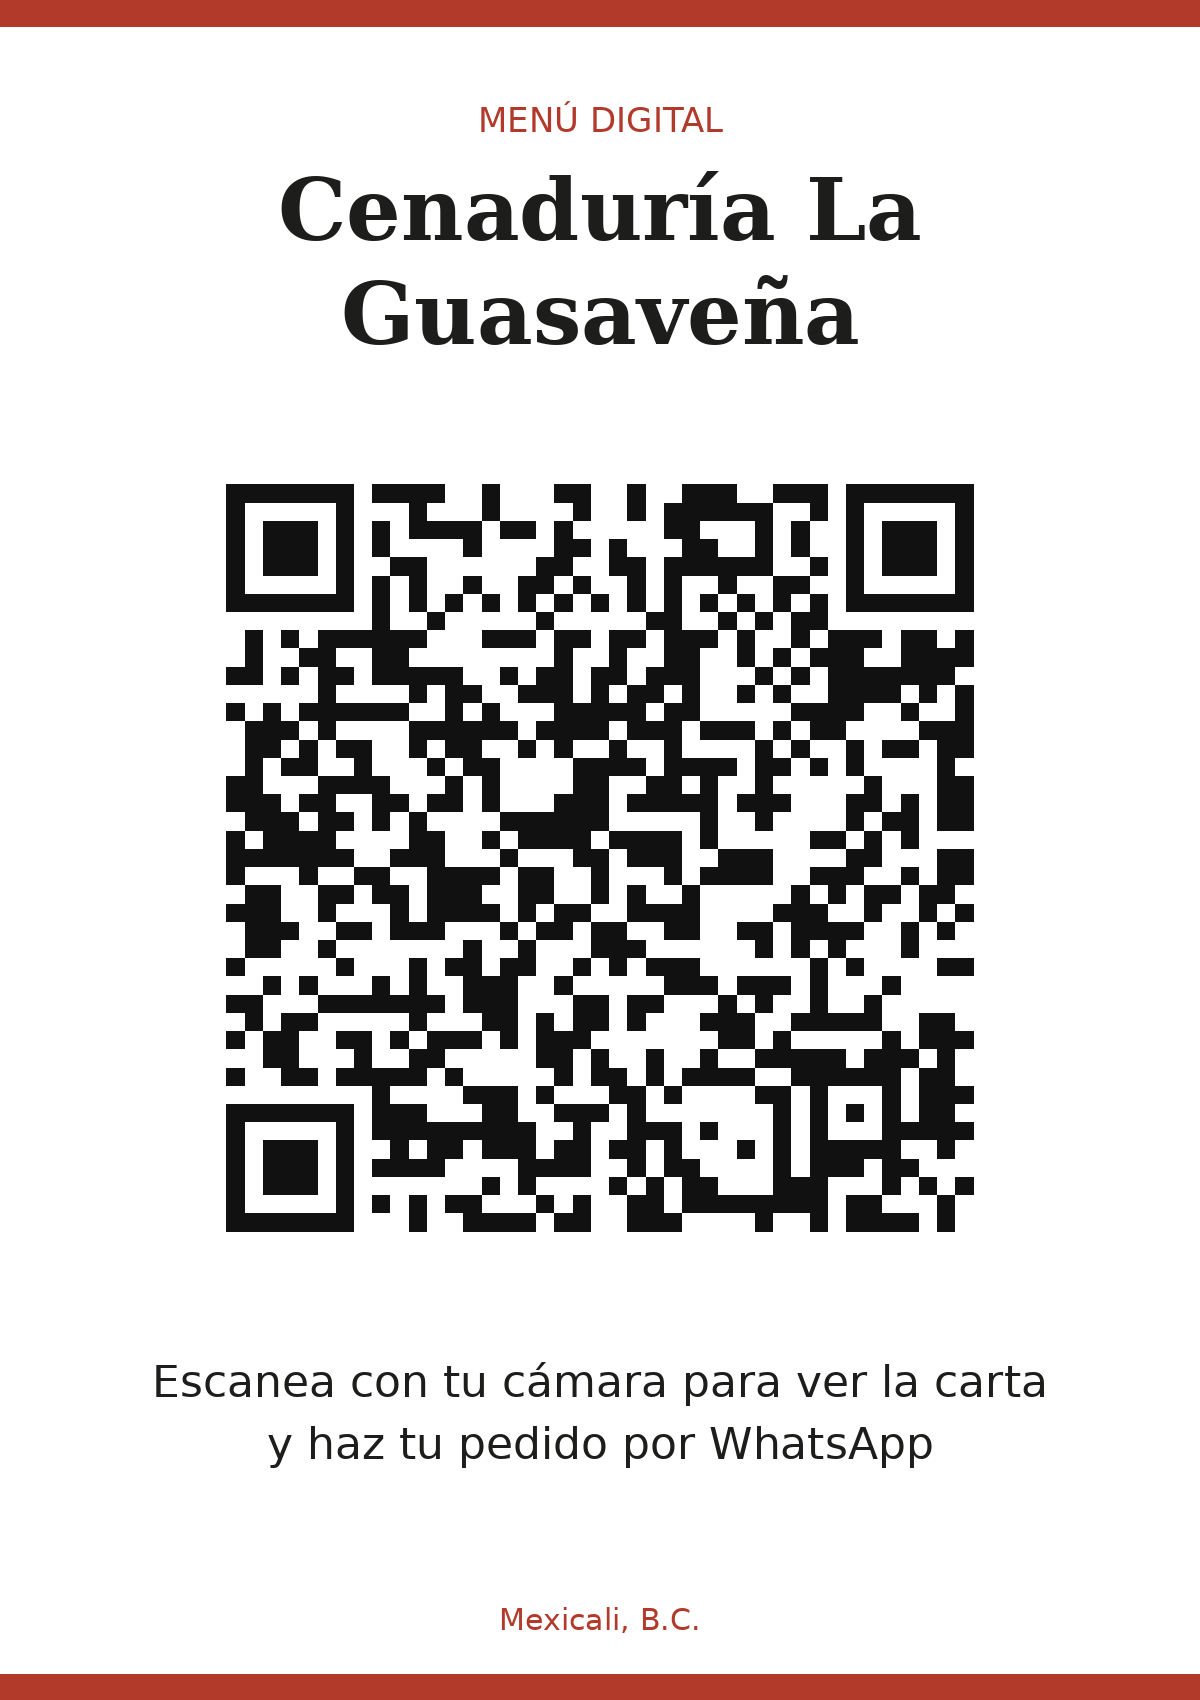 MENÚ DIGITAL
Cenaduría La
Guasaveña
Escanea con tu cámara para ver la carta
y haz tu pedido por WhatsApp
Mexicali, B.C.